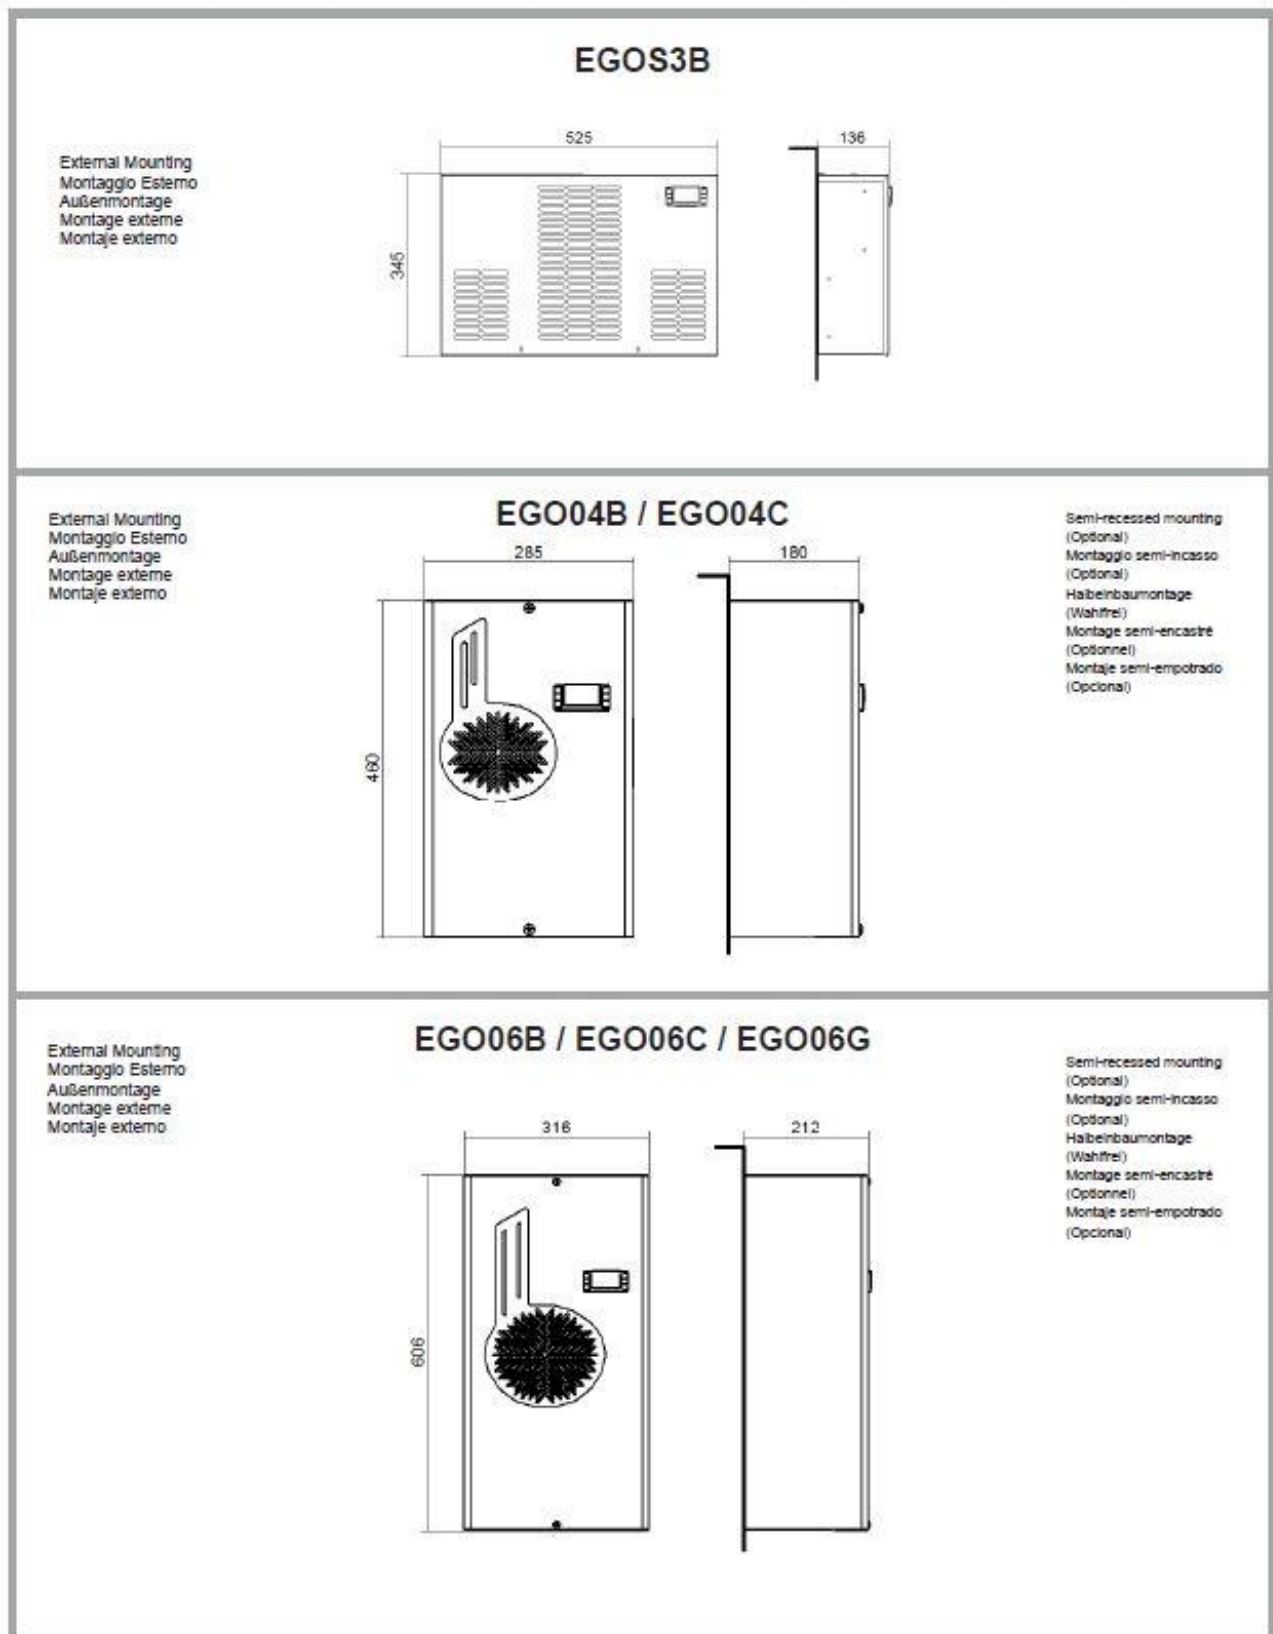 EGOS3B
External Mounting
Montaggio Esterno
Außenmontage
Montage externe
Montaje externo
525
136
345
EGO04B / EGO04C
External Mounting
Montaggio Esterno
Außenmontage
Montage externe
Montaje externo
285
180
460
Semi-recessed mounting
(Optional)
Montaggio semi-incasso
(Optional)
Halbeinbaumontage
(Wahlfrei)
Montage semi-encastré
(Optionnel)
Montaje semi-empotrado
(Opcional)
EGO06B / EGO06C / EGO06G
External Mounting
Montaggio Esterno
Außenmontage
Montage externe
Montaje externo
316
212
606
Semi-recessed mounting
(Optional)
Montaggio semi-incasso
(Optional)
Halbeinbaumontage
(Wahlfrei)
Montage semi-encastré
(Optionnel)
Montaje semi-empotrado
(Opcional)